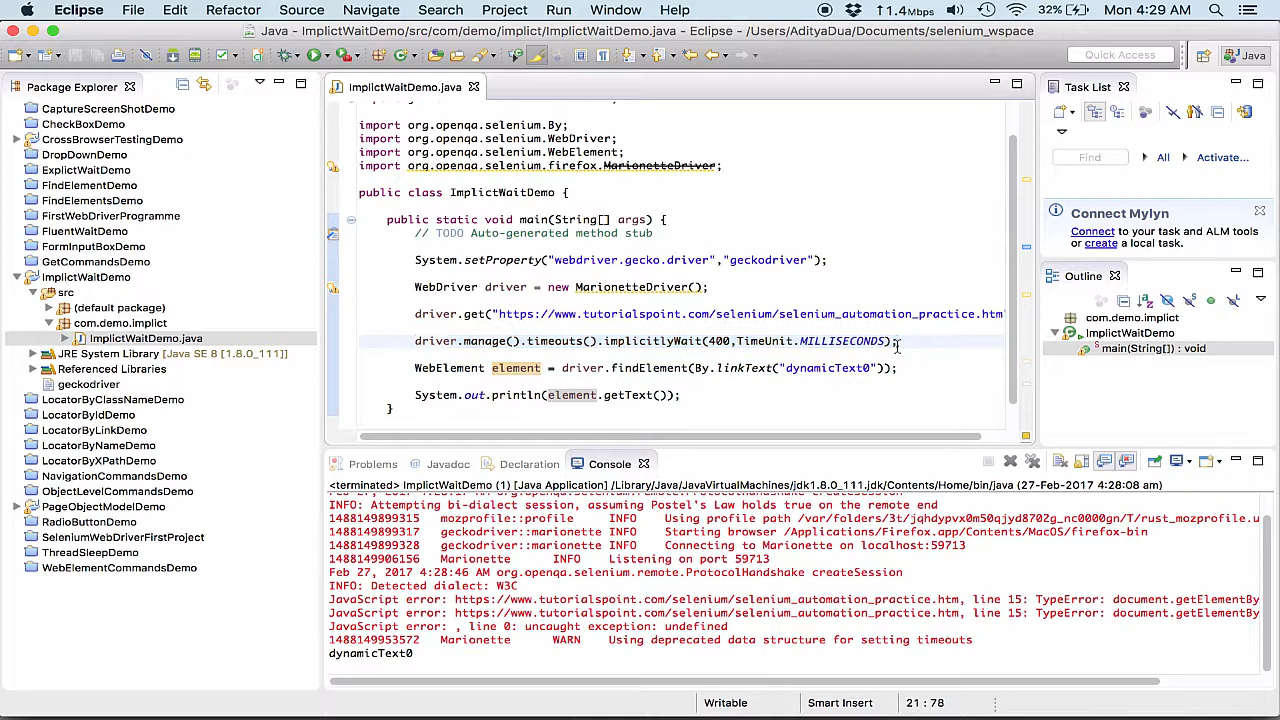 Eclipse File Edit Refactor Source Navigate Search Project Run Window Help 1.4Mbps 32% Mon 4:29 AM
Java - ImplictWaitDemo/src/com/demo/implict/ImplictWaitDemo.java - Eclipse - /Users/AdityaDua/Documents/selenium_wspace
Quick Access Java
Package Explorer
CaptureScreenShotDemo
CheckBoxDemo
CrossBrowserTestingDemo
DropDownDemo
ExplictWaitDemo
FindElementDemo
FindElementsDemo
FirstWebDriverProgramme
FluentWaitDemo
FormInputBoxDemo
GetCommandsDemo
ImplictWaitDemo
src
(default package)
com.demo.implict
ImplictWaitDemo.java
JRE System Library [Java SE 8 [1.8.0_111]]
Referenced Libraries
geckodriver
LocatorByClassNameDemo
LocatorByIdDemo
LocatorByLinkDemo
LocatorByNameDemo
LocatorByXPathDemo
NavigationCommandsDemo
ObjectLevelCommandsDemo
PageObjectModelDemo
RadioButtonDemo
SeleniumWebDriverFirstProject
ThreadSleepDemo
WebElementCommandsDemo
ImplictWaitDemo.java
import org.openqa.selenium.By;
import org.openqa.selenium.WebDriver;
import org.openqa.selenium.WebElement;
import org.openqa.selenium.firefox.MarionetteDriver;
public class ImplictWaitDemo {
public static void main(String[] args) {
// TODO Auto-generated method stub
System.setProperty("webdriver.gecko.driver","geckodriver");
WebDriver driver = new MarionetteDriver();
driver.get("https://www.tutorialspoint.com/selenium/selenium_automation_practice.htm"
driver.manage().timeouts().implicitlyWait(400,TimeUnit.MILLISECONDS);
WebElement element = driver.findElement(By.linkText("dynamicText0"));
System.out.println(element.getText());
}
Task List
Find All Activate...
Connect Mylyn
Connect to your task and ALM tools
or create a local task.
Outline
com.demo.implict
ImplictWaitDemo
main(String[]) : void
Problems @ Javadoc Declaration Console
<terminated> ImplictWaitDemo (1) [Java Application] /Library/Java/JavaVirtualMachines/jdk1.8.0_111.jdk/Contents/Home/bin/java (27-Feb-2017 4:28:08 am)
INFO: Attempting bi-dialect session, assuming Postel's Law holds true on the remote end
1488149899315 mozprofile::profile INFO Using profile path /var/folders/3t/jqhdypvx0m50qjyd8702g_nc0000gn/T/rust_mozprofile.u
1488149899317 geckodriver::marionette INFO Starting browser /Applications/Firefox.app/Contents/MacOS/firefox-bin
1488149899328 geckodriver::marionette INFO Connecting to Marionette on localhost:59713
1488149906156 Marionette INFO Listening on port 59713
Feb 27, 2017 4:28:46 AM org.openqa.selenium.remote.ProtocolHandshake createSession
INFO: Detected dialect: W3C
JavaScript error: https://www.tutorialspoint.com/selenium/selenium_automation_practice.htm, line 15: TypeError: document.getElementBy
JavaScript error: https://www.tutorialspoint.com/selenium/selenium_automation_practice.htm, line 15: TypeError: document.getElementBy
JavaScript error: , line 0: uncaught exception: undefined
1488149953572 Marionette WARN Using deprecated data structure for setting timeouts
dynamicText0
Writable Smart Insert 21 : 78